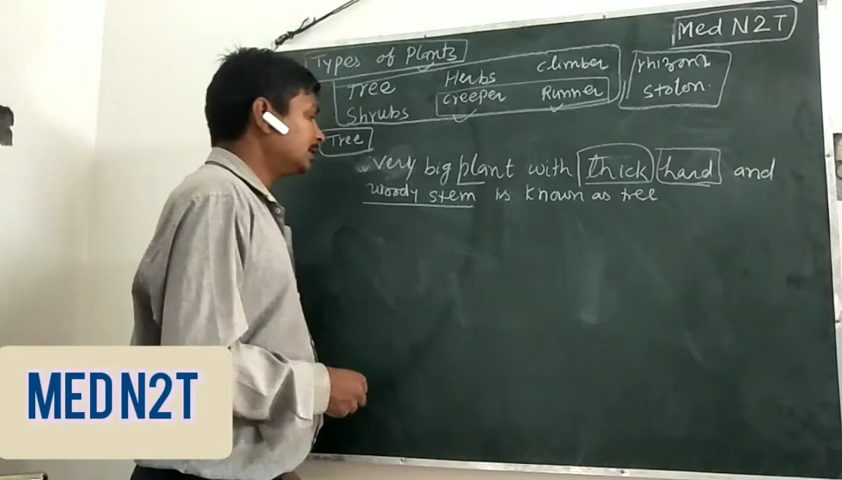 Med N2T
Types of Plants
Tree Herbs climber
Shrubs creeper Runner
rhizome
stolon.
Tree
Very big plant with thick hard and
woody stem is known as tree
MED N2T